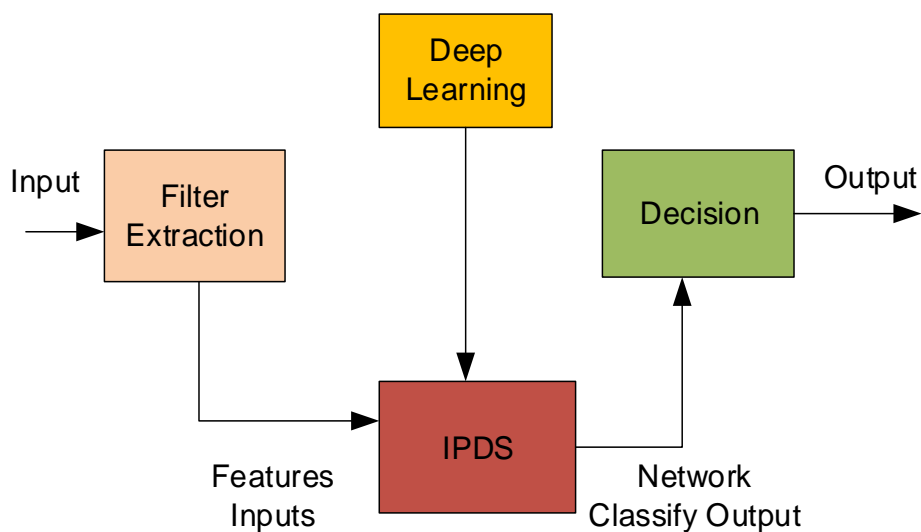 Deep
Learning
Input
Filter
Extraction
Decision
Output
IPDS
Features
Inputs
Network
Classify Output